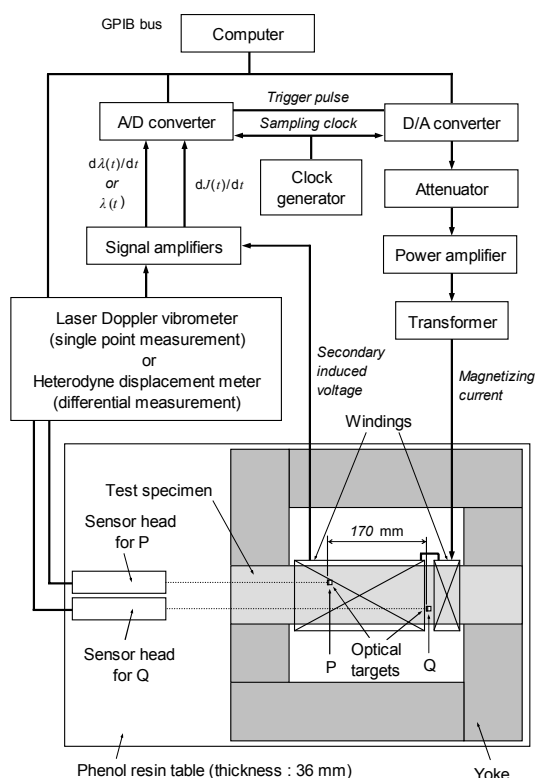 GPIB bus
Computer
Trigger pulse
A/D converter
Sampling clock
D/A converter
dλ(t)/dt
or
λ(t)
dJ(t)/dt
Clock
generator
Attenuator
Signal amplifiers
Power amplifier
Laser Doppler vibrometer
(single point measurement)
or
Heterodyne displacement meter
(differential measurement)
Transformer
Secondary
induced
voltage
Magnetizing
current
Windings
Test specimen
Sensor head
for P
170 mm
Sensor head
for Q
P
Optical
targets
Q
Phenol resin table (thickness : 36 mm)
Yoke